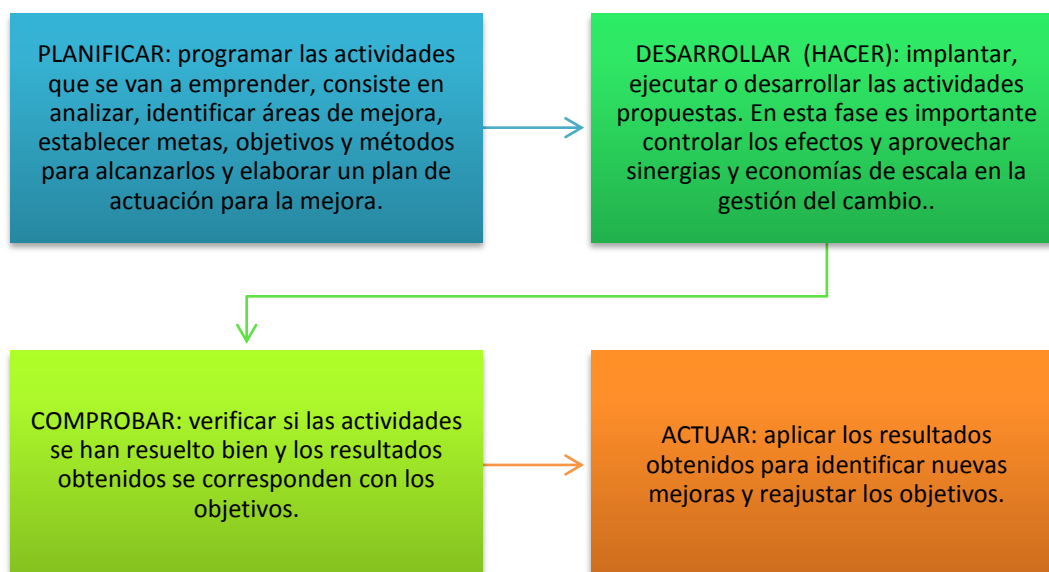 PLANIFICAR: programar las actividades
que se van a emprender, consiste en
analizar, identificar áreas de mejora,
establecer metas, objetivos y métodos
para alcanzarlos y elaborar un plan de
actuación para la mejora.
DESARROLLAR (HACER): implantar,
ejecutar o desarrollar las actividades
propuestas. En esta fase es importante
controlar los efectos y aprovechar
sinergias y economías de escala en la
gestión del cambio..
COMPROBAR: verificar si las actividades
se han resuelto bien y los resultados
obtenidos se corresponden con los
objetivos.
ACTUAR: aplicar los resultados
obtenidos para identificar nuevas
mejoras y reajustar los objetivos.